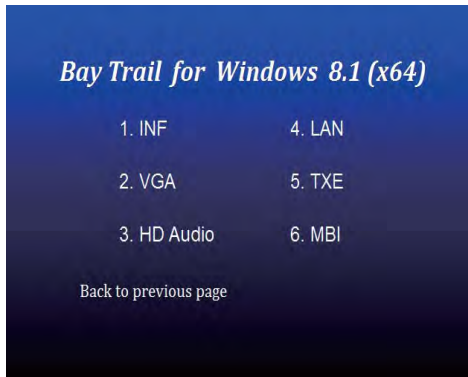 Bay Trail for Windows 8.1 (x64)
1. INF
4. LAN
2. VGA
5. TXE
3. HD Audio
6. MBI
Back to previous page